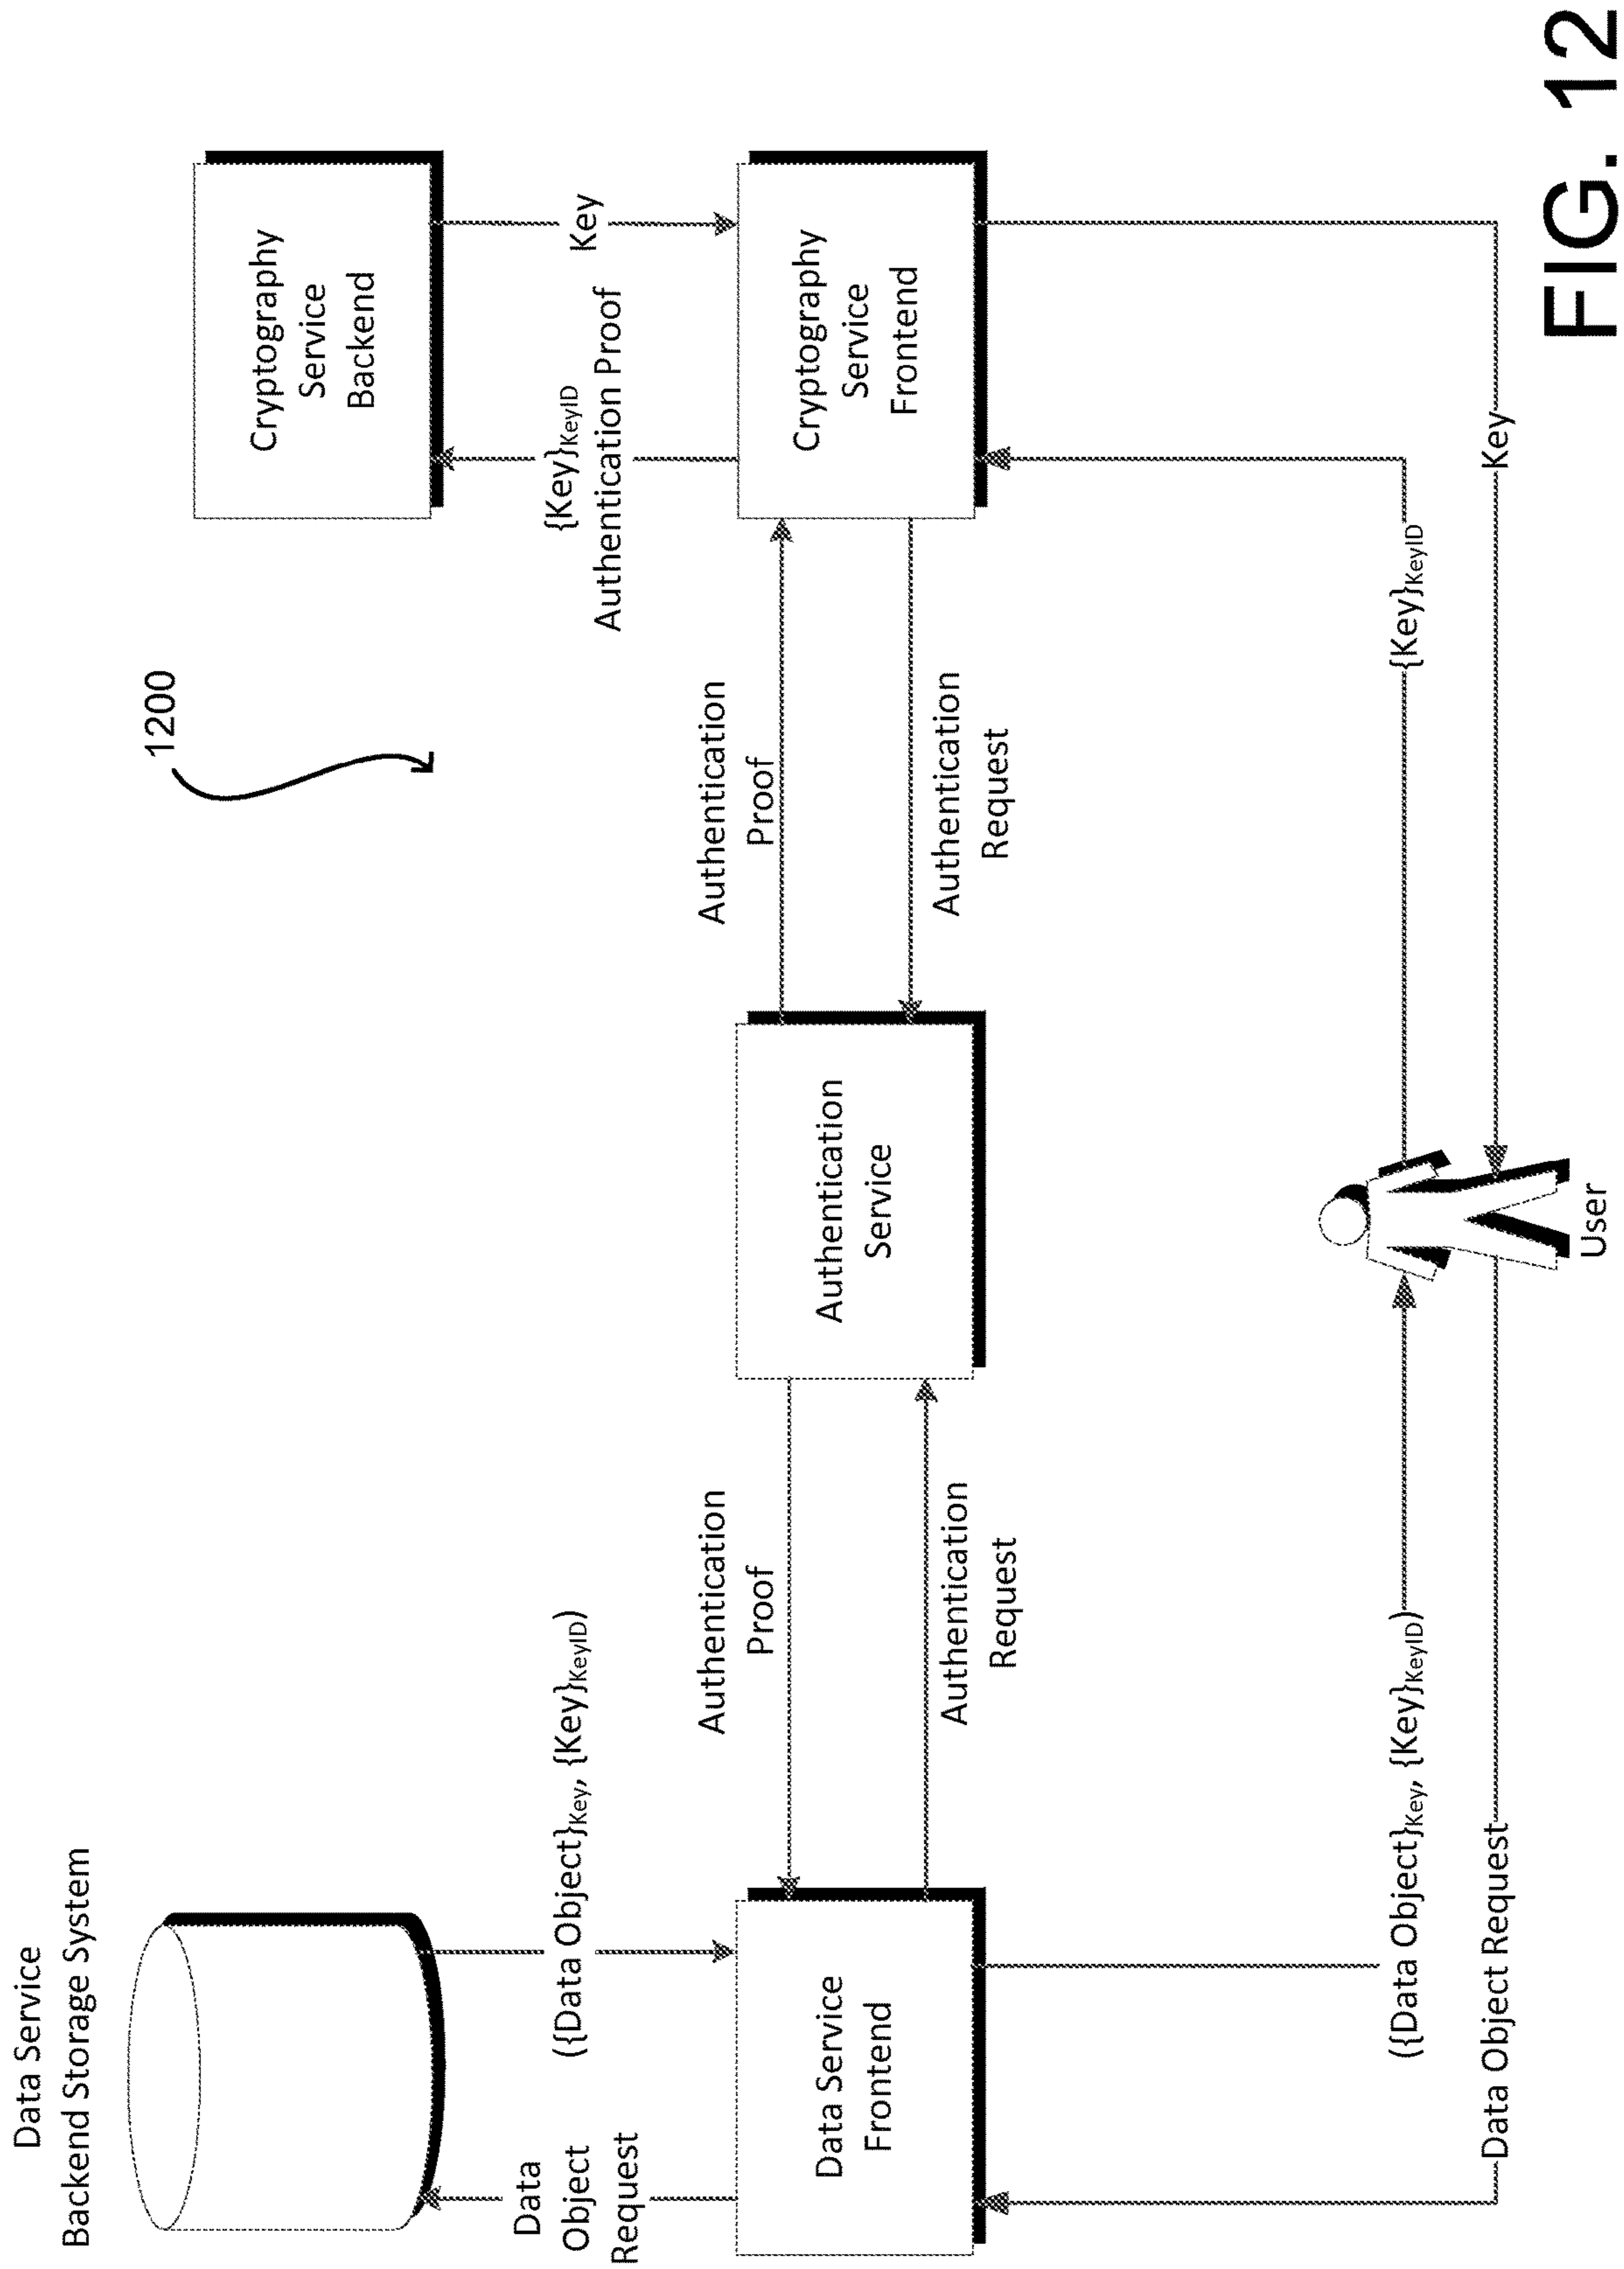 1200
Data Service
Backend Storage System
Cryptography
Service
Backend
Data
Object
Request
({Data Object}Key, {Key}KeyID)
{Key}KeyID
Authentication Proof
Key
Authentication
Proof
Authentication
Proof
Data Service
Frontend
Authentication
Service
Cryptography
Service
Frontend
Authentication
Request
Authentication
Request
({Data Object}Key, {Key}KeyID)
{Key}KeyID
Data Object Request
Key
User
FIG. 12